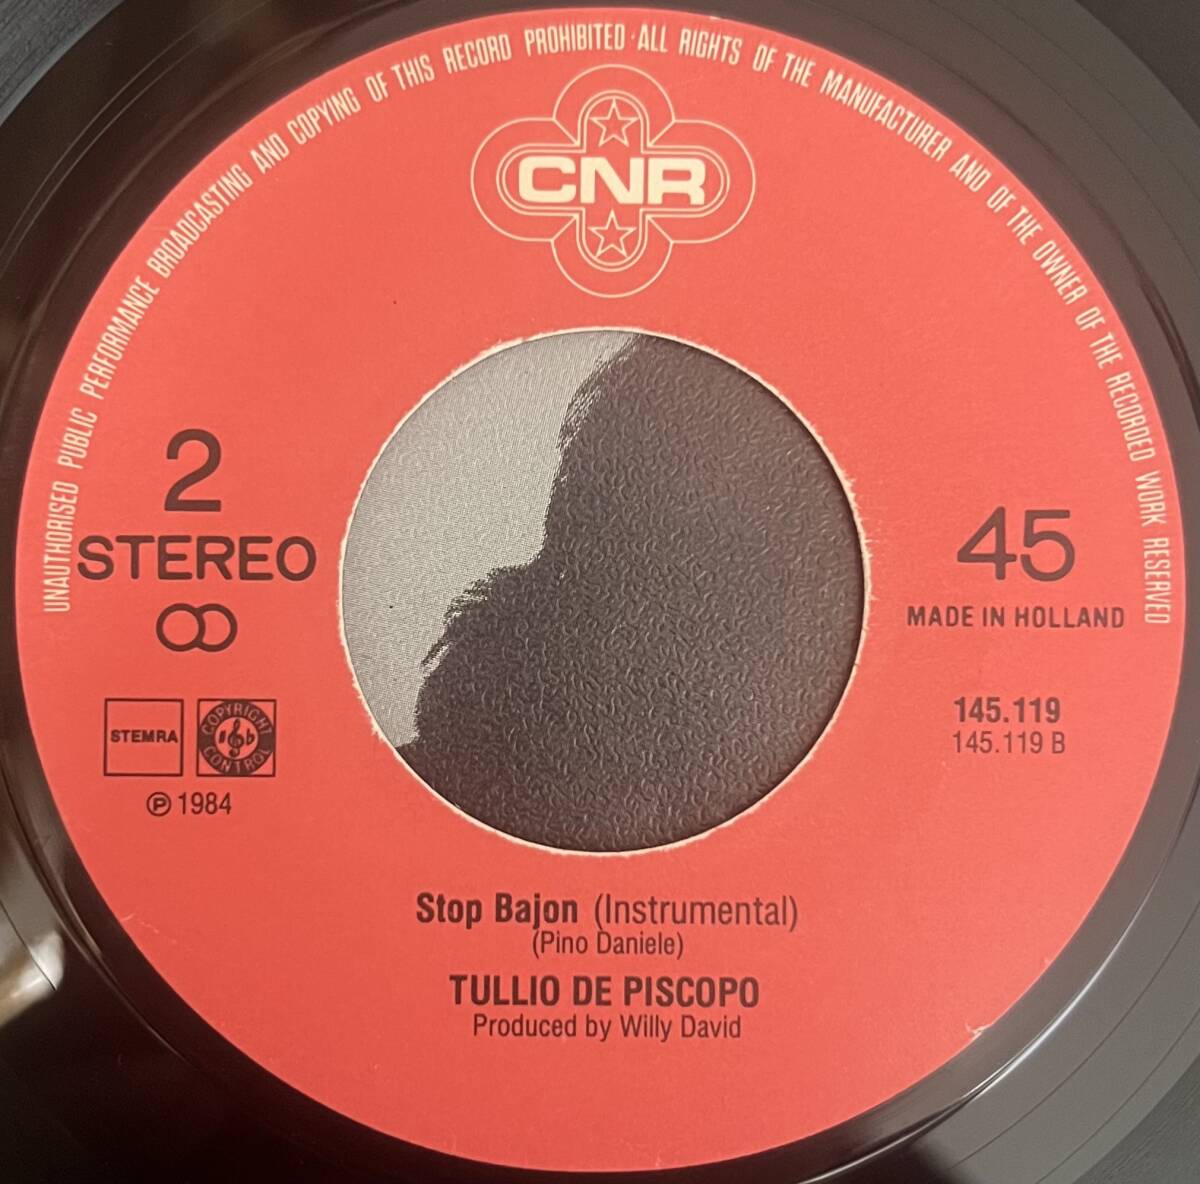 UNAUTHORISED PUBLIC PERFORMANCE BROADCASTING AND COPYING OF THIS RECORD PROHIBITED · ALL RIGHTS OF THE MANUFACTURER AND OF THE OWNER OF THE RECORDED WORK RESERVED
CNR
2
STEREO
45
MADE IN HOLLAND
STEMRA
COPYRIGHT CONTROL
℗ 1984
145.119
145.119 B
Stop Bajon (Instrumental)
(Pino Daniele)
TULLIO DE PISCOPO
Produced by Willy David